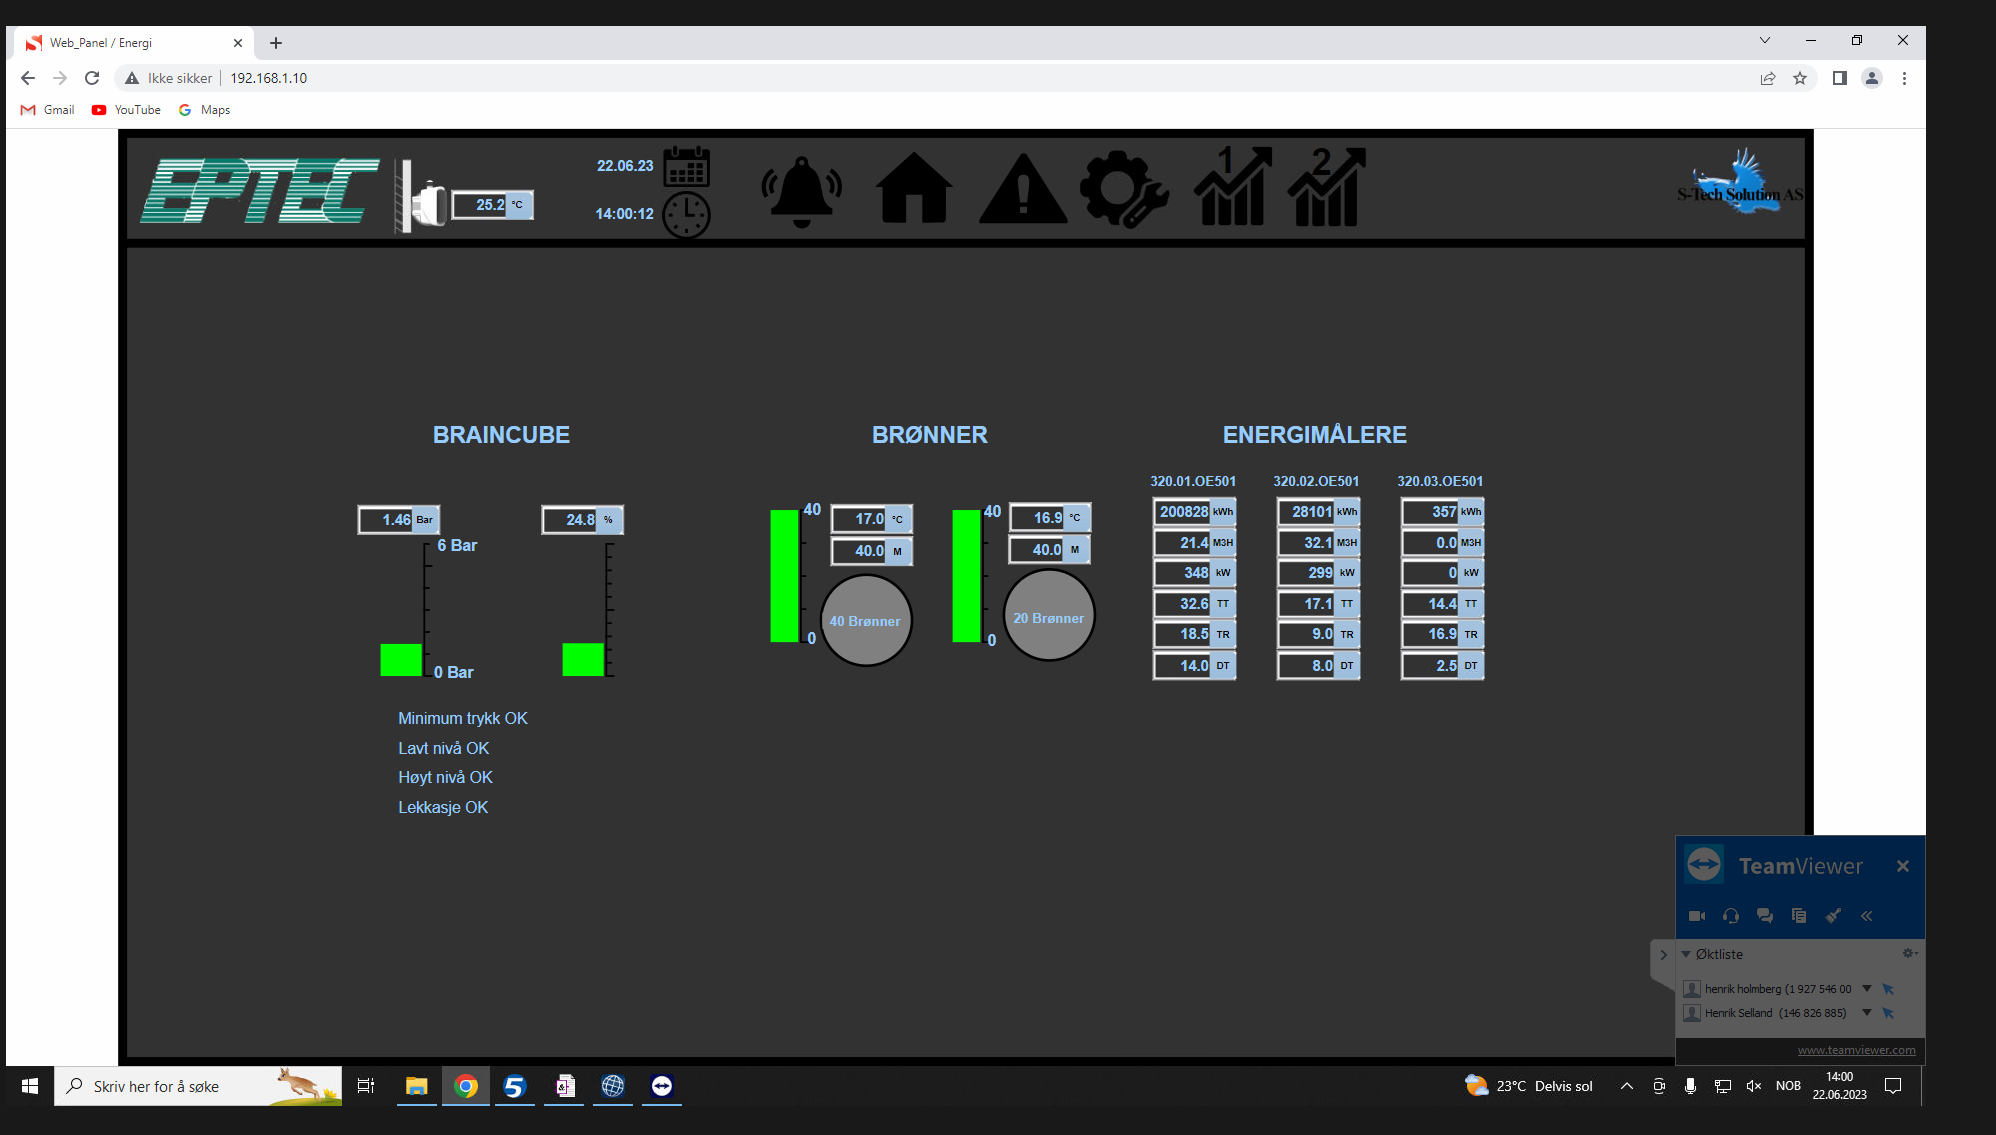 Web_Panel / Energi
Ikke sikker 192.168.1.10
Gmail YouTube Maps
EPTEC
25.2 °C
22.06.23
14:00:12
1
2
S-Tech Solution AS
BRAINCUBE
1.46 Bar
24.8 %
6 Bar
0 Bar
Minimum trykk OK
Lavt nivå OK
Høyt nivå OK
Lekkasje OK
BRØNNER
40
17.0 °C
40.0 M
0
40 Brønner
40
16.9 °C
40.0 M
0
20 Brønner
ENERGIMÅLERE
320.01.OE501 320.02.OE501 320.03.OE501
200828 kWh 28101 kWh 357 kWh
21.4 M3H 32.1 M3H 0.0 M3H
348 kW 299 kW 0 kW
32.6 TT 17.1 TT 14.4 TT
18.5 TR 9.0 TR 16.9 TR
14.0 DT 8.0 DT 2.5 DT
TeamViewer
Øktliste
henrik holmberg (1 927 546 00
Henrik Selland (146 826 885)
www.teamviewer.com
Skriv her for å søke
5
23°C Delvis sol
NOB
14:00
22.06.2023